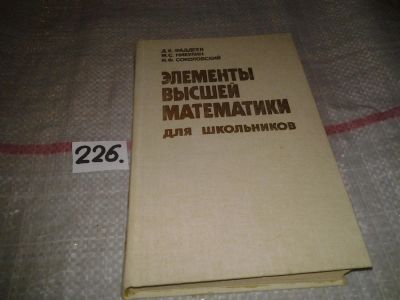 Д. К. ФАДДЕЕВ
М. С. НИКУЛИН
И. Ф. СОКОЛОВСКИЙ
ЭЛЕМЕНТЫ
ВЫСШЕЙ
МАТЕМАТИКИ
ДЛЯ ШКОЛЬНИКОВ
226.